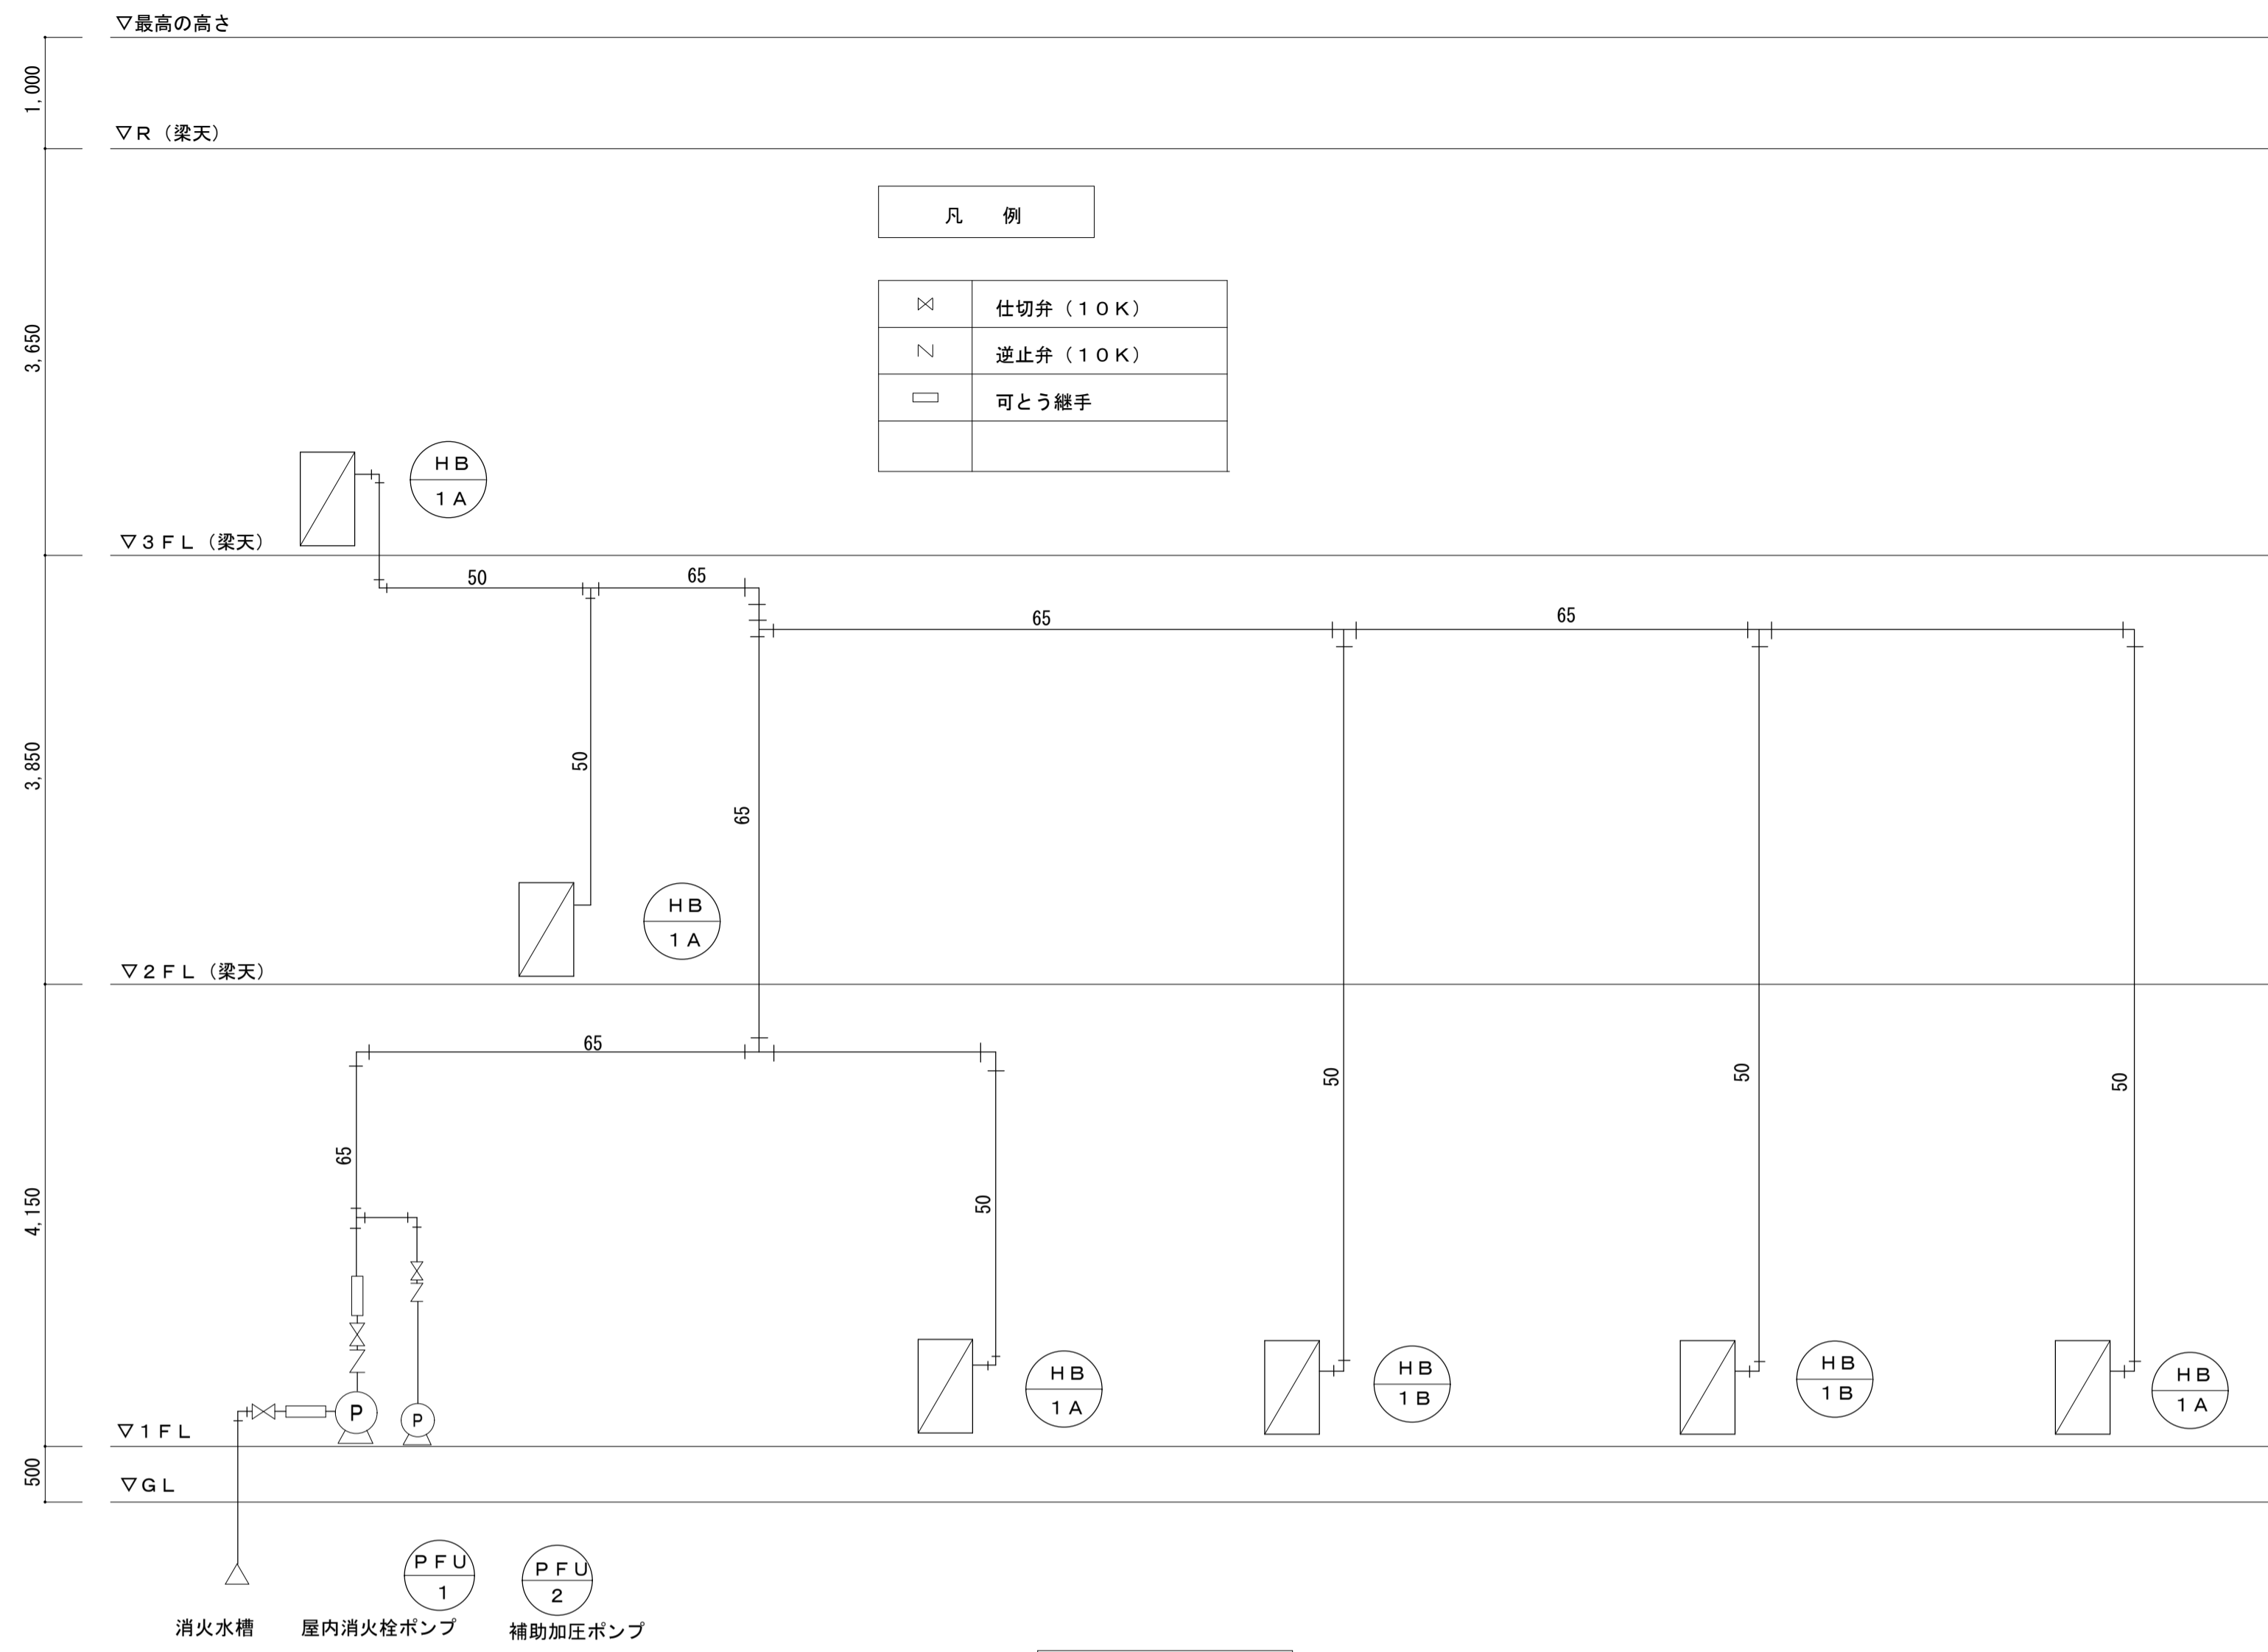 ▽最高の高さ
1,000
▽R（梁天）
凡　例
仕切弁（１０Ｋ）
逆止弁（１０Ｋ）
可とう継手
3,650
HB
1A
▽３ＦＬ（梁天）
50
65
65
65
3,850
50
65
HB
1A
▽２ＦＬ（梁天）
65
65
50
50
50
50
4,150
HB
1A
HB
1B
HB
1B
HB
1A
P
P
▽１ＦＬ
500
▽ＧＬ
PFU
1
PFU
2
消火水槽
屋内消火栓ポンプ
補助加圧ポンプ